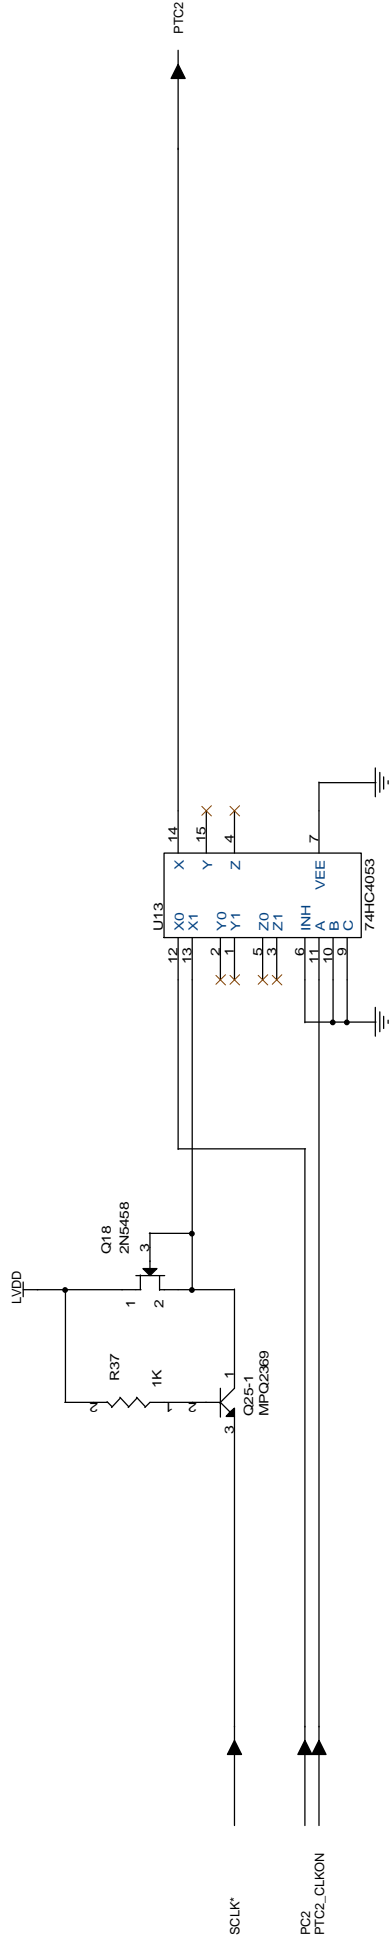 PTC2
U13
14
X
15
Y
4
Z
7
VEE
12
X0
13
X1
2
Y0
1
Y1
5
Z0
3
Z1
6
INH
11
A
10
B
9
C
74HC4053
LVDD
Q18
2N5458
3
1
2
R37
1K
2
1
2
1
3
Q25-1
MPQ2369
SCLK*
PC2
PTC2_CLKON